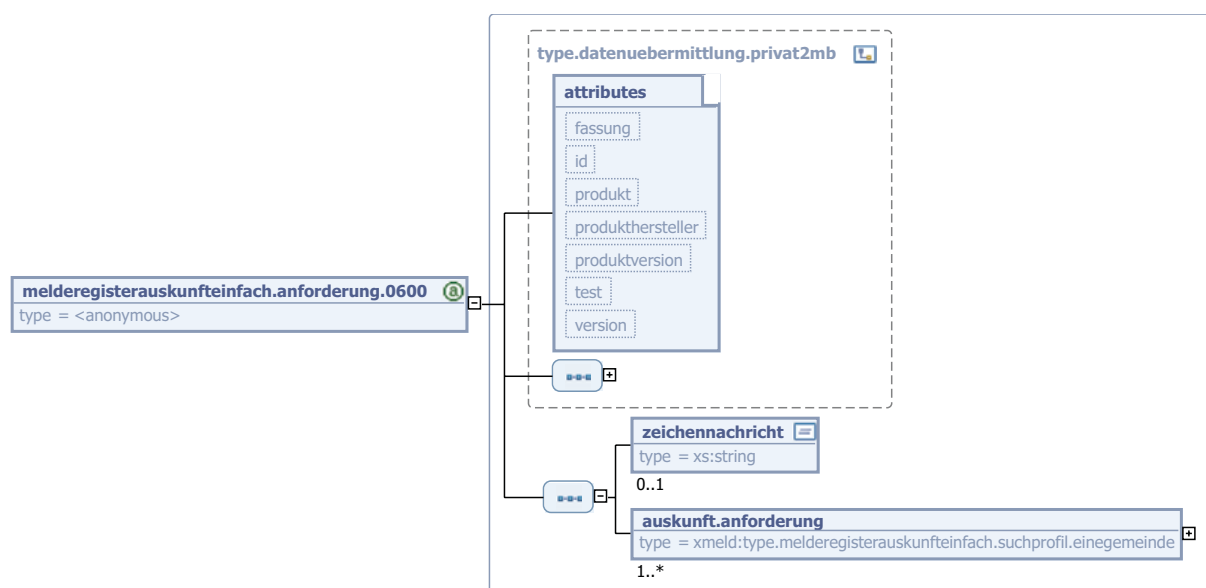 type.datenuebermittlung.privat2mb
attributes
fassung
id
produkt
produkthersteller
produktversion
test
version
melderegisterauskunfteinfach.anforderung.0600
type = <anonymous>
zeichennachricht
type = xs:string
0..1
auskunft.anforderung
type = xmeld:type.melderegisterauskunfteinfach.suchprofil.einegemeinde
1..*